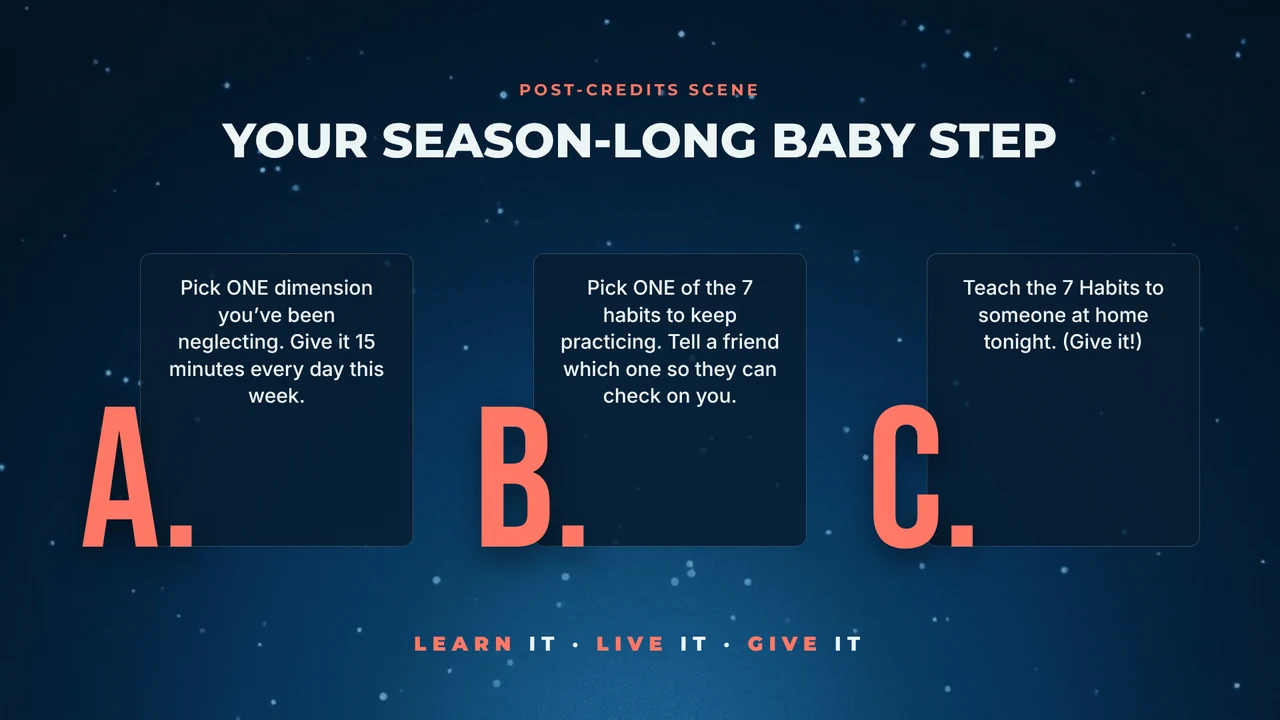 POST-CREDITS SCENE
YOUR SEASON-LONG BABY STEP
Pick ONE dimension
you’ve been
neglecting. Give it 15
minutes every day this
week.
A.
Pick ONE of the 7
habits to keep
practicing. Tell a friend
which one so they can
check on you.
B.
Teach the 7 Habits to
someone at home
tonight. (Give it!)
C.
LEARN IT • LIVE IT • GIVE IT